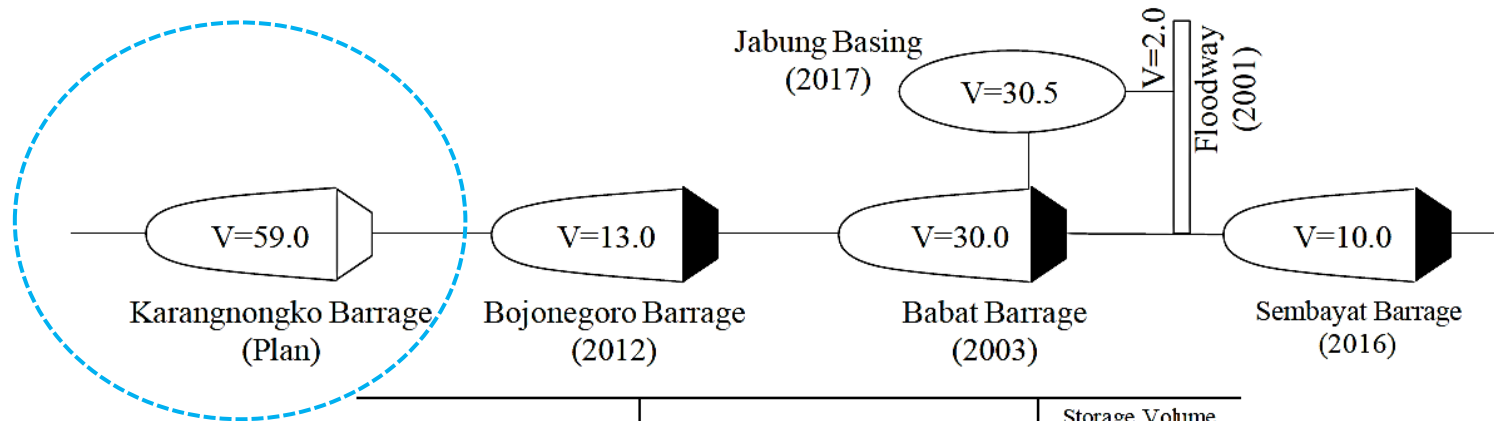 Jabung Basing
(2017)
V=30.5
V=2.0
Floodway
(2001)
V=59.0
V=13.0
V=30.0
V=10.0
Karangnongko Barrage
(Plan)
Bojonegoro Barrage
(2012)
Babat Barrage
(2003)
Sembayat Barrage
(2016)
Storage Volume